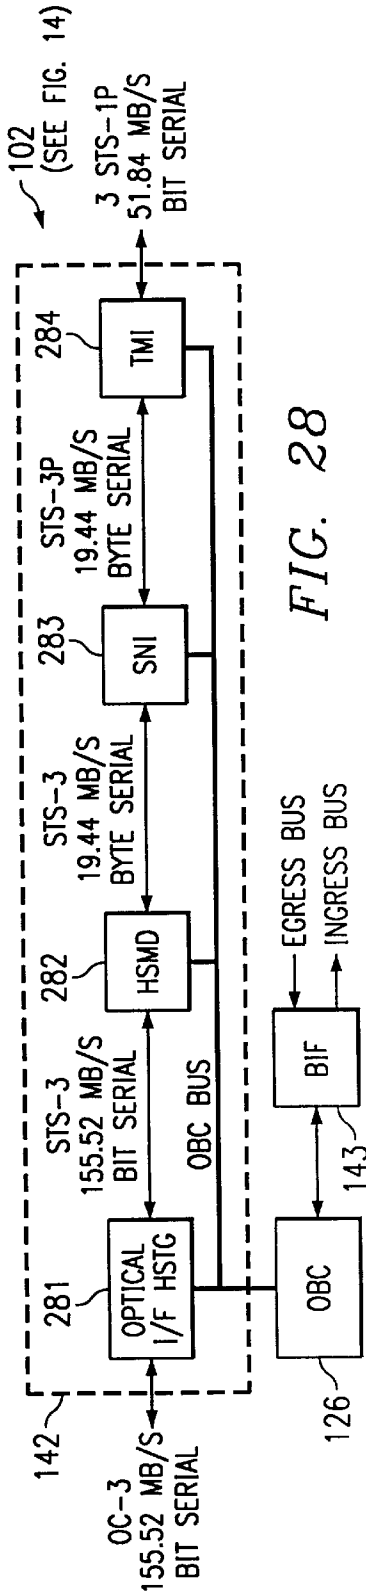 102
(SEE FIG. 14)
142
OC-3
155.52 MB/S
BIT SERIAL
281
OPTICAL
I/F HSTG
STS-3
155.52 MB/S
BIT SERIAL
282
HSMD
STS-3
19.44 MB/S
BYTE SERIAL
283
SNI
STS-3P
19.44 MB/S
BYTE SERIAL
284
TMI
3 STS-1P
51.84 MB/S
BIT SERIAL
OBC BUS
126
OBC
143
BIF
EGRESS BUS
INGRESS BUS
FIG. 28